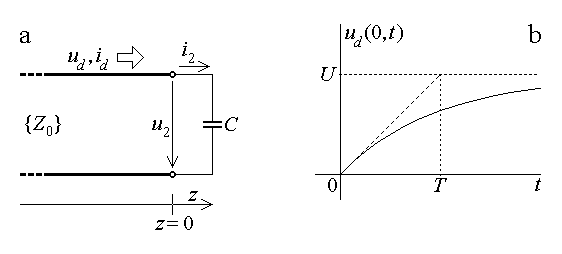 a
u_d, i_d
i_2
{Z_0}
u_2
C
z
z = 0
u_d(0,t)
b
U
0
T
t